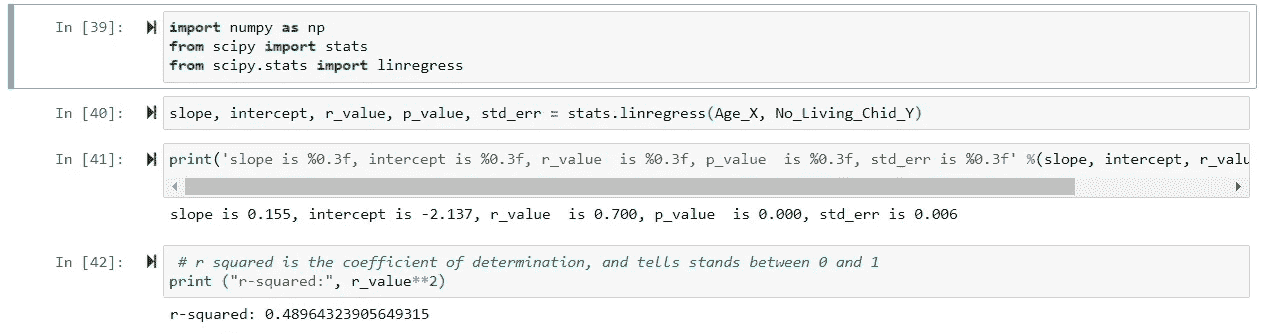 In [39]: import numpy as np
from scipy import stats
from scipy.stats import linregress
In [40]: slope, intercept, r_value, p_value, std_err = stats.linregress(Age_X, No_Living_Chid_Y)
In [41]: print('slope is %0.3f, intercept is %0.3f, r_value  is %0.3f, p_value  is %0.3f, std_err is %0.3f' %(slope, intercept, r_valu
slope is 0.155, intercept is -2.137, r_value  is 0.700, p_value  is 0.000, std_err is 0.006
In [42]: # r squared is the coefficient of determination, and tells stands between 0 and 1
print ("r-squared:", r_value**2)
r-squared: 0.48964323905649315